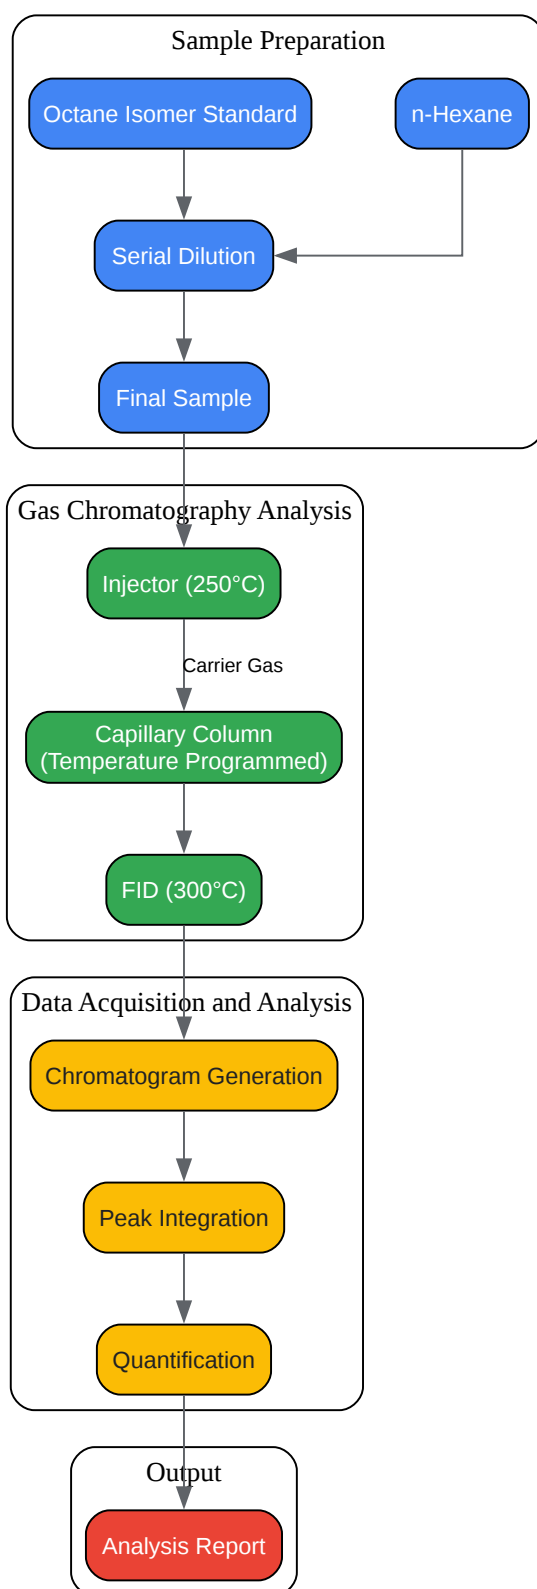 Sample Preparation
Octane Isomer Standard
n-Hexane
Serial Dilution
Final Sample
Gas Chromatography Analysis
Injector (250°C)
Carrier Gas
Capillary Column
(Temperature Programmed)
FID (300°C)
Data Acquisition and Analysis
Chromatogram Generation
Peak Integration
Quantification
Output
Analysis Report